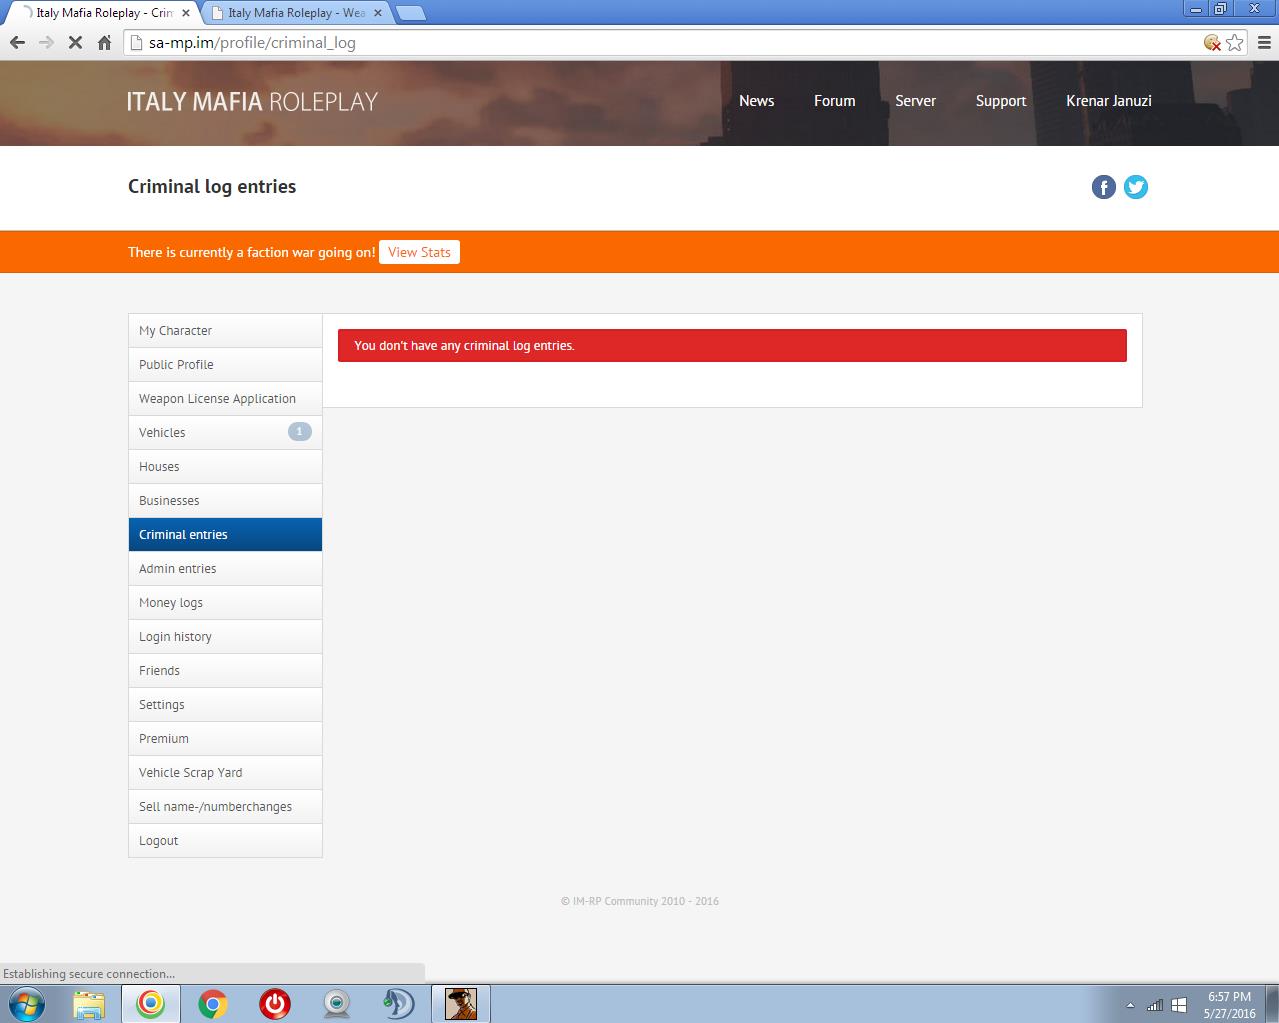 Italy Mafia Roleplay - Crim
Italy Mafia Roleplay - Wea
sa-mp.im/profile/criminal_log
ITALY MAFIA ROLEPLAY
News
Forum
Server
Support
Krenar Januzi
Criminal log entries
There is currently a faction war going on! View Stats
My Character
Public Profile
Weapon License Application
Vehicles 1
Houses
Businesses
Criminal entries
Admin entries
Money logs
Login history
Friends
Settings
Premium
Vehicle Scrap Yard
Sell name-/numberchanges
Logout
You don't have any criminal log entries.
© IM-RP Community 2010 - 2016
Establishing secure connection...
6:57 PM
5/27/2016